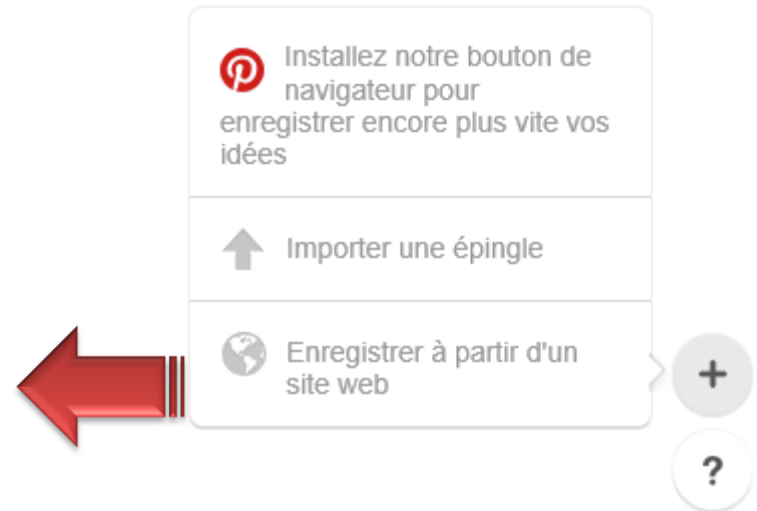 Installez notre bouton de
navigateur pour
enregistrer encore plus vite vos
idées
Importer une épingle
Enregistrer à partir d'un
site web
+
?